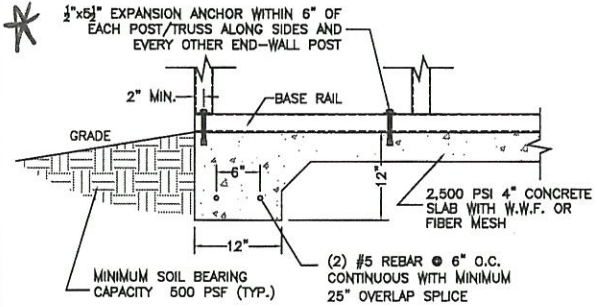 ½"x5½" EXPANSION ANCHOR WITHIN 6" OF
EACH POST/TRUSS ALONG SIDES AND
EVERY OTHER END-WALL POST
2" MIN.
BASE RAIL
GRADE
6"
12"
2,500 PSI 4" CONCRETE
SLAB WITH W.W.F. OR
FIBER MESH
12"
MINIMUM SOIL BEARING
CAPACITY 500 PSF (TYP.)
(2) #5 REBAR @ 6" O.C.
CONTINUOUS WITH MINIMUM
25" OVERLAP SPLICE